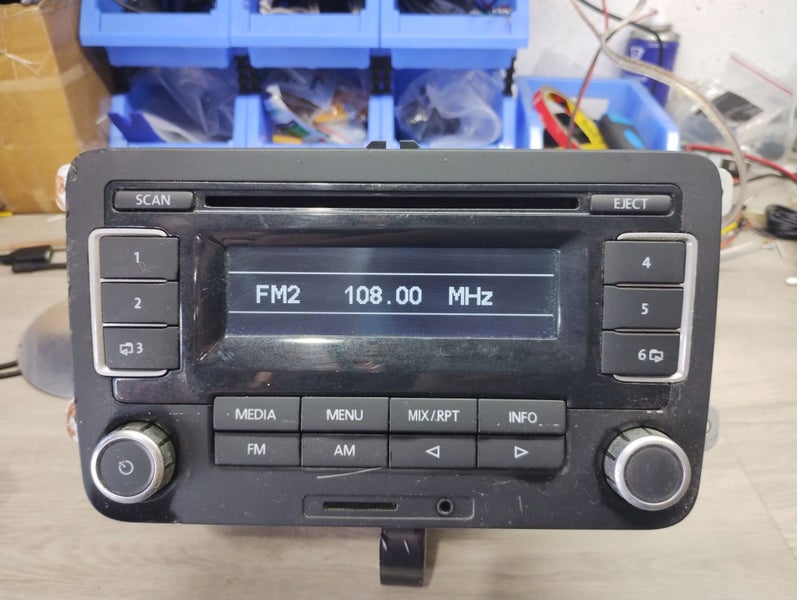 SCAN
EJECT
1
2
3
FM2 108.00 MHz
4
5
6
MEDIA
MENU
MIX/RPT
INFO
FM
AM